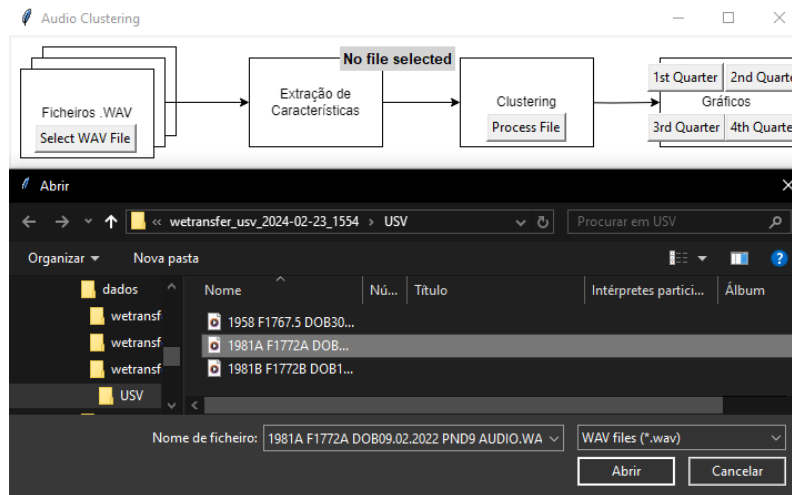 Audio Clustering
No file selected
Ficheiros .WAV
Select WAV File
Extração de
Características
Clustering
Process File
1st Quarter 2nd Quarte
Gráficos
3rd Quarter 4th Quarte
Abrir
« wetransfer_usv_2024-02-23_1554 > USV
Procurar em USV
Organizar Nova pasta
dados
wetransf
wetransf
wetransf
USV
Nome Nú... Título Intérpretes partici... Álbum
1958 F1767.5 DOB30...
1981A F1772A DOB...
1981B F1772B DOB1...
Nome de ficheiro: 1981A F1772A DOB09.02.2022 PND9 AUDIO.WA WAV files (*.wav)
Abrir Cancelar